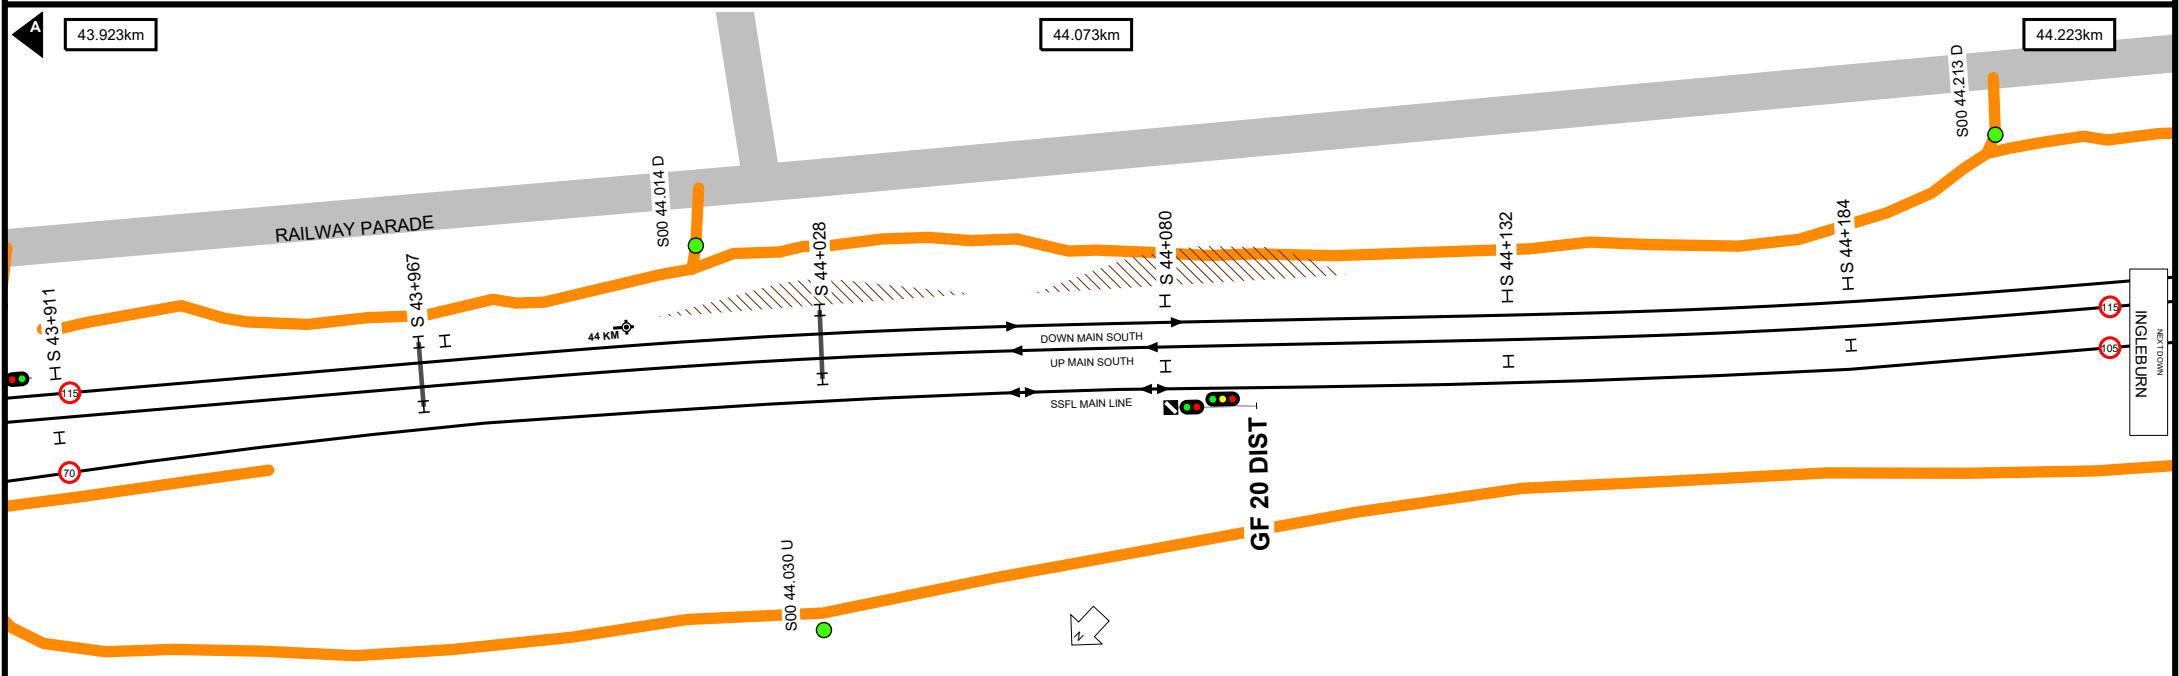 A
43.923km
44.073km
44.223km
S00 44.213 D
S00 44.014 D
RAILWAY PARADE
S 43+911
S 43+967
S 44+028
S 44+080
S 44+132
S 44+184
44 KM
DOWN MAIN SOUTH
UP MAIN SOUTH
SSFL MAIN LINE
115
70
115
105
INGLEBURN
NEXT DOWN
GF 20 DIST
S00 44.030 U
N